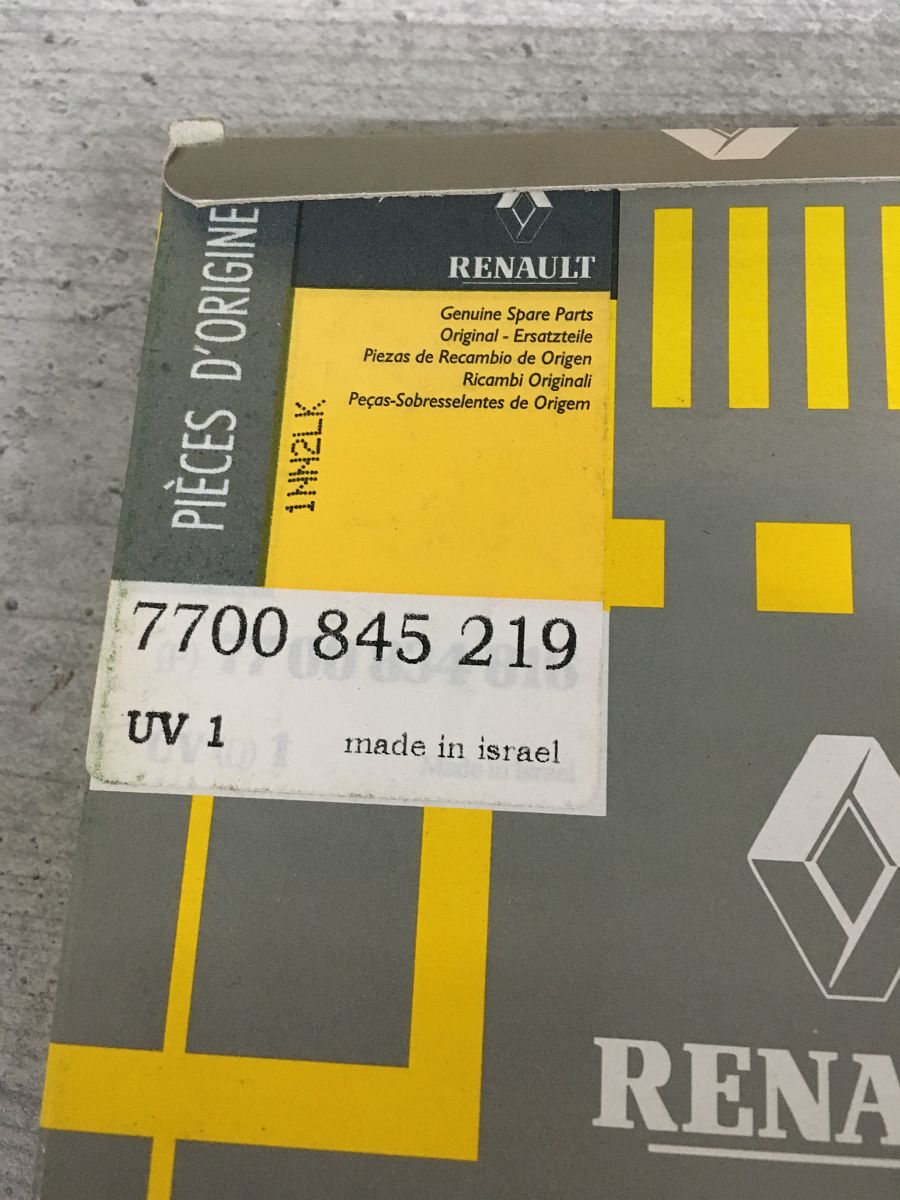 PIÈCES D'ORIGINE
RENAULT
Genuine Spare Parts
Original - Ersatzteile
Piezas de Recambio de Origen
Ricambi Originali
Peças-Sobresselentes de Origem
7700 845 219
UV 1
made in israel
RENA